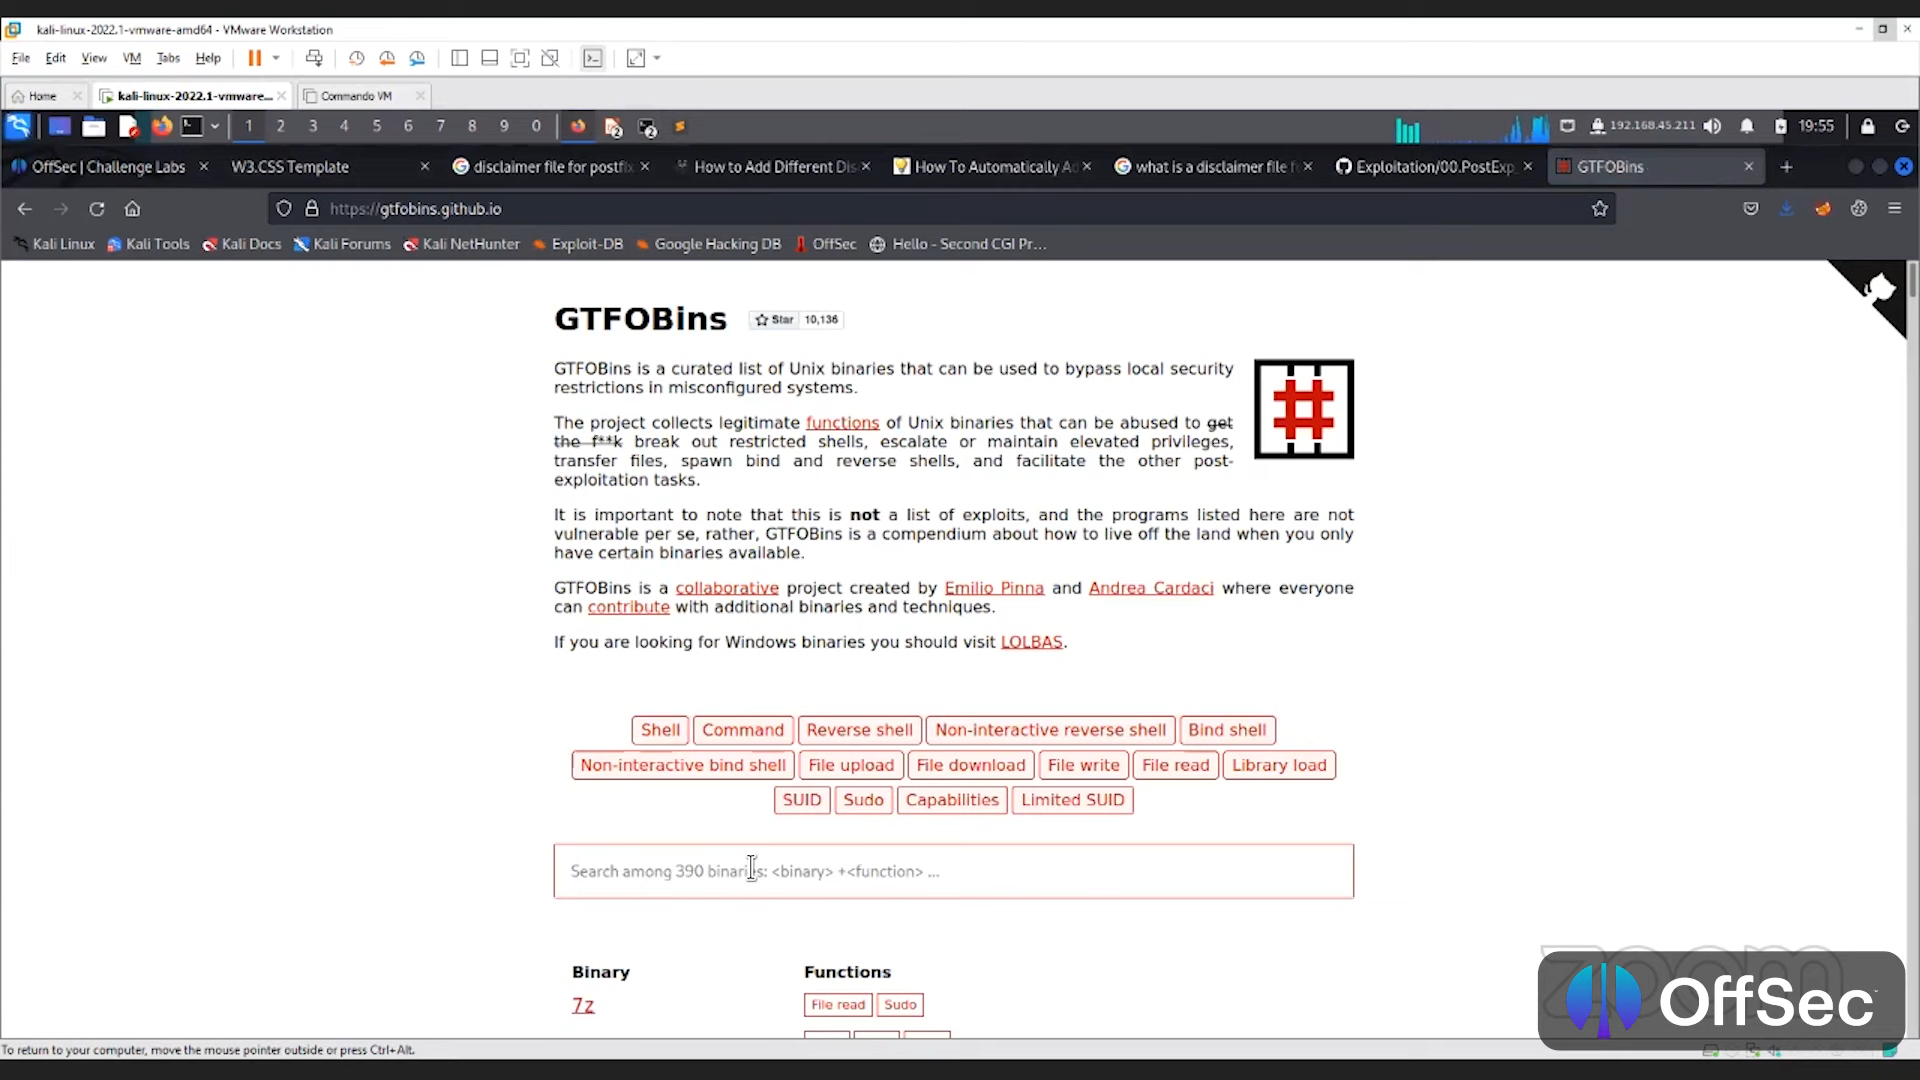 kali-linux-2022.1-vmware-amd64 - VMware Workstation
File Edit View VM Tabs Help
Home kali-linux-2022.1-vmware... Commando VM
1 2 3 4 5 6 7 8 9 0 2 2 192.168.45.211 19:55
OffSec | Challenge Labs W3.CSS Template disclaimer file for postfix How to Add Different Dis How To Automatically Ad what is a disclaimer file f Exploitation/00.PostExp GTFOBins
https://gtfobins.github.io
Kali Linux Kali Tools Kali Docs Kali Forums Kali NetHunter Exploit-DB Google Hacking DB OffSec Hello - Second CGI Pr...
GTFOBins Star 10,136
GTFOBins is a curated list of Unix binaries that can be used to bypass local security
restrictions in misconfigured systems.
The project collects legitimate functions of Unix binaries that can be abused to get
the f**k break out restricted shells, escalate or maintain elevated privileges,
transfer files, spawn bind and reverse shells, and facilitate the other post-
exploitation tasks.
It is important to note that this is not a list of exploits, and the programs listed here are not
vulnerable per se, rather, GTFOBins is a compendium about how to live off the land when you only
have certain binaries available.
GTFOBins is a collaborative project created by Emilio Pinna and Andrea Cardaci where everyone
can contribute with additional binaries and techniques.
If you are looking for Windows binaries you should visit LOLBAS.
Shell Command Reverse shell Non-interactive reverse shell Bind shell
Non-interactive bind shell File upload File download File write File read Library load
SUID Sudo Capabilities Limited SUID
Search among 390 binaries: <binary> +<function> ...
Binary Functions
7z File read Sudo
zoom
OffSec
To return to your computer, move the mouse pointer outside or press Ctrl+Alt.